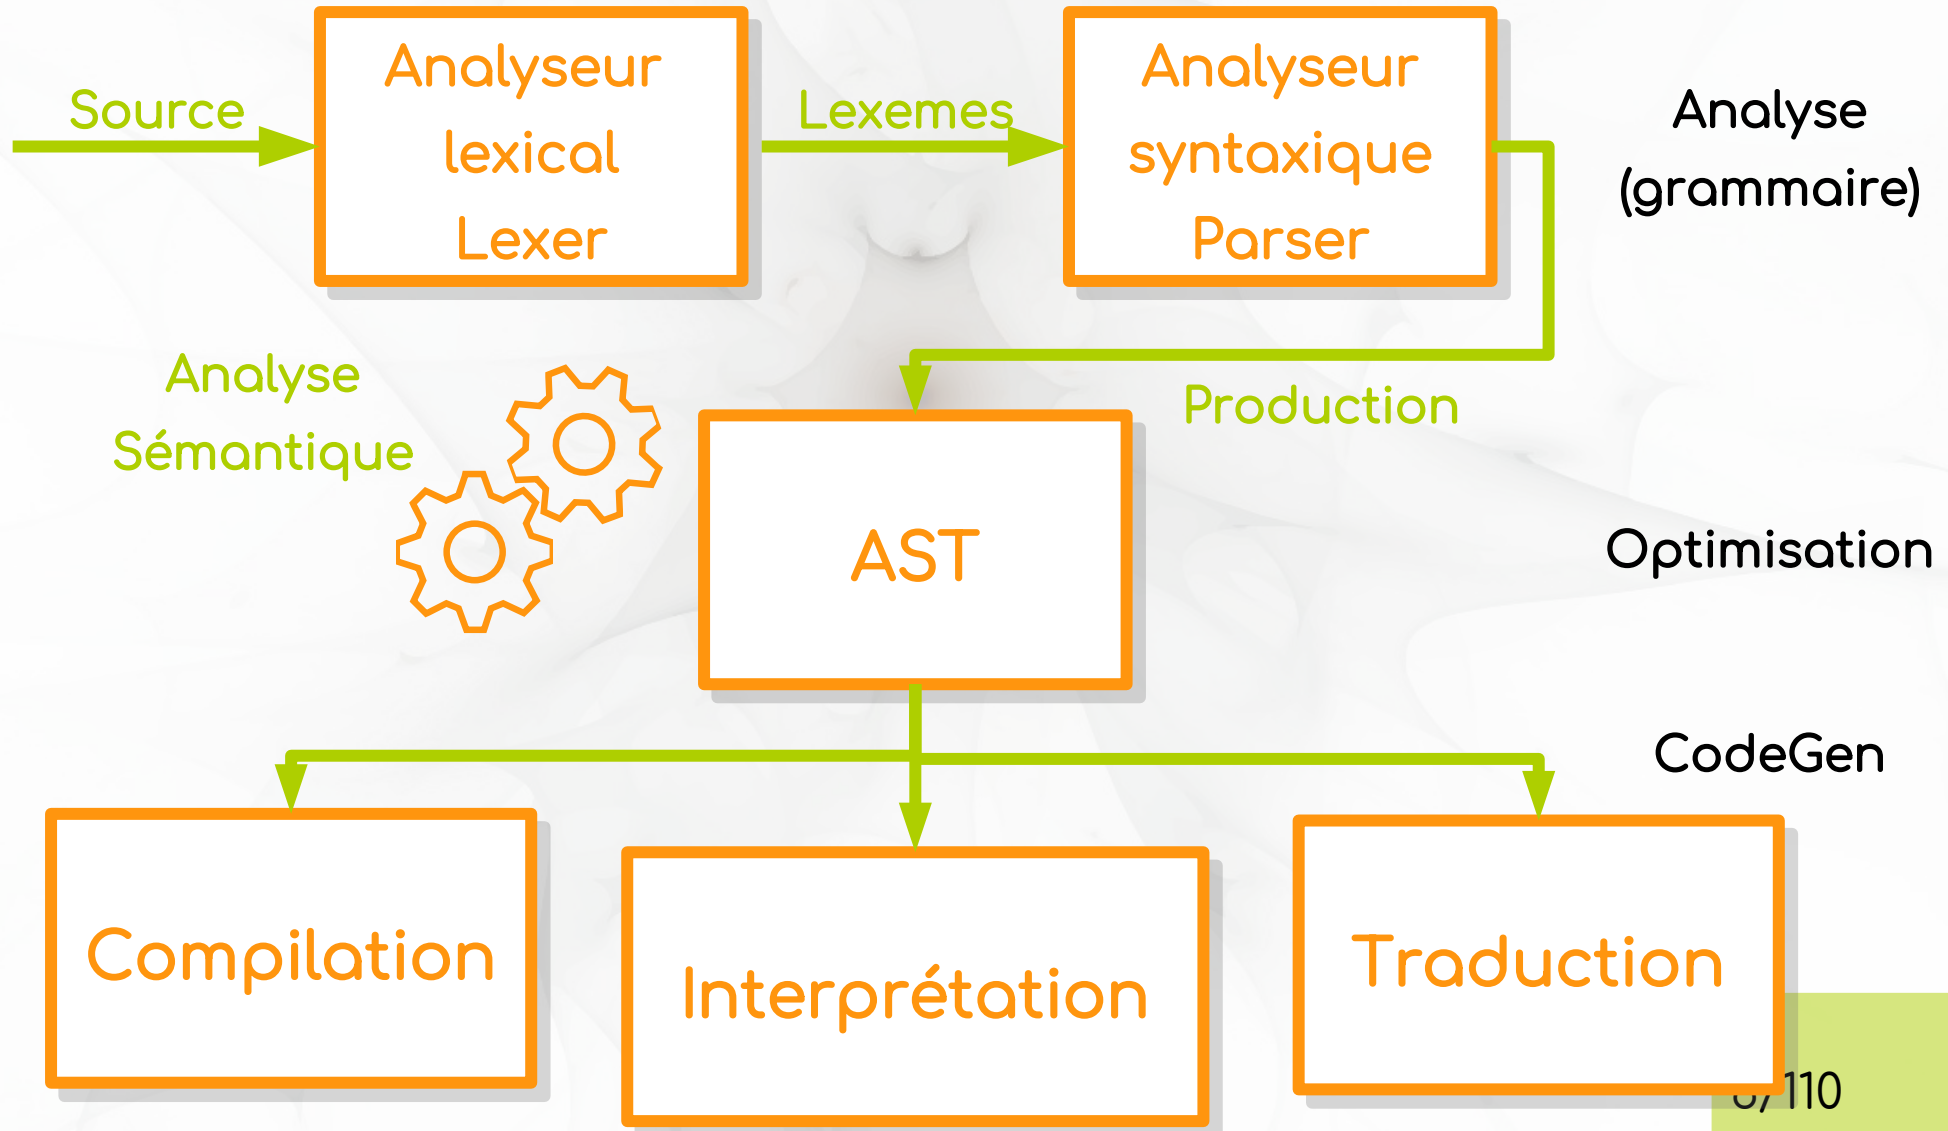 Source
Analyseur
lexical
Lexer
Lexemes
Analyseur
syntaxique
Parser
Analyse
(grammaire)
Analyse
Sémantique
Production
AST
Optimisation
CodeGen
Compilation
Interprétation
Traduction
/110